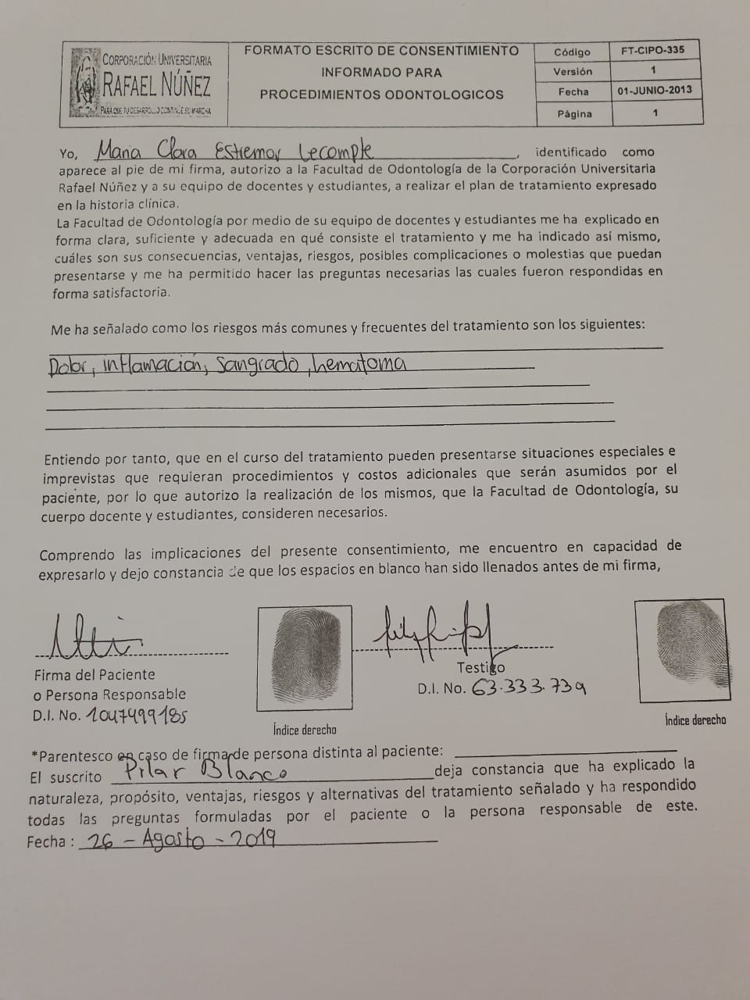 CORPORACIÓN UNIVERSITARIA
RAFAEL NÚÑEZ
PARA QUE TU DESARROLLO CONTINÚE SU MARCHA
FORMATO ESCRITO DE CONSENTIMIENTO
INFORMADO PARA
PROCEDIMIENTOS ODONTOLOGICOS
Código FT-CIPO-335
Versión 1
Fecha 01-JUNIO-2013
Página 1
Yo, Maria Clara Estremor Lecompte, identificado como
aparece al pie de mi firma, autorizo a la Facultad de Odontología de la Corporación Universitaria
Rafael Núñez y a su equipo de docentes y estudiantes, a realizar el plan de tratamiento expresado
en la historia clínica.
La Facultad de Odontología por medio de su equipo de docentes y estudiantes me ha explicado en
forma clara, suficiente y adecuada en qué consiste el tratamiento y me ha indicado así mismo,
cuáles son sus consecuencias, ventajas, riesgos, posibles complicaciones o molestias que puedan
presentarse y me ha permitido hacer las preguntas necesarias las cuales fueron respondidas en
forma satisfactoria.
Me ha señalado como los riesgos más comunes y frecuentes del tratamiento son los siguientes:
Dolor, inflamación, sangrado, hematoma
Entiendo por tanto, que en el curso del tratamiento pueden presentarse situaciones especiales e
imprevistas que requieran procedimientos y costos adicionales que serán asumidos por el
paciente, por lo que autorizo la realización de los mismos, que la Facultad de Odontología, su
cuerpo docente y estudiantes, consideren necesarios.
Comprendo las implicaciones del presente consentimiento, me encuentro en capacidad de
expresarlo y dejo constancia de que los espacios en blanco han sido llenados antes de mi firma,
Firma del Paciente
o Persona Responsable
D.I. No. 1047499185
Índice derecho
Testigo
D.I. No. 63.333.739
Índice derecho
*Parentesco en caso de firma de persona distinta al paciente:
El suscrito Pilar Blanco deja constancia que ha explicado la
naturaleza, propósito, ventajas, riesgos y alternativas del tratamiento señalado y ha respondido
todas las preguntas formuladas por el paciente o la persona responsable de este.
Fecha : 26 - Agosto - 2019